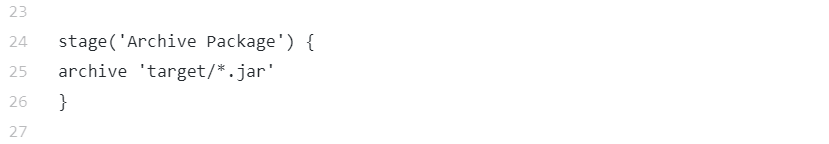 23
24 stage('Archive Package') {
25 archive 'target/*.jar'
26 }
27